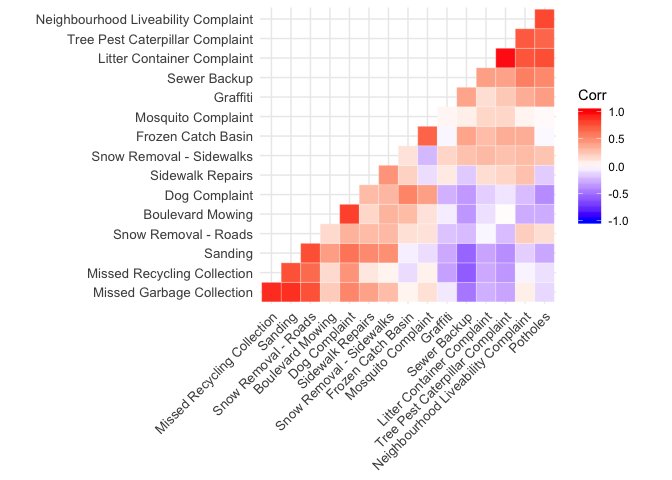 Neighbourhood Liveability Complaint
Tree Pest Caterpillar Complaint
Litter Container Complaint
Sewer Backup
Graffiti
Mosquito Complaint
Frozen Catch Basin
Snow Removal - Sidewalks
Sidewalk Repairs
Dog Complaint
Boulevard Mowing
Snow Removal - Roads
Sanding
Missed Recycling Collection
Missed Garbage Collection
Missed Recycling Collection
Sanding
Snow Removal - Roads
Boulevard Mowing
Dog Complaint
Sidewalk Repairs
Snow Removal - Sidewalks
Frozen Catch Basin
Mosquito Complaint
Graffiti
Sewer Backup
Litter Container Complaint
Tree Pest Caterpillar Complaint
Neighbourhood Liveability Complaint
Potholes
Corr
1.0
0.5
0.0
-0.5
-1.0